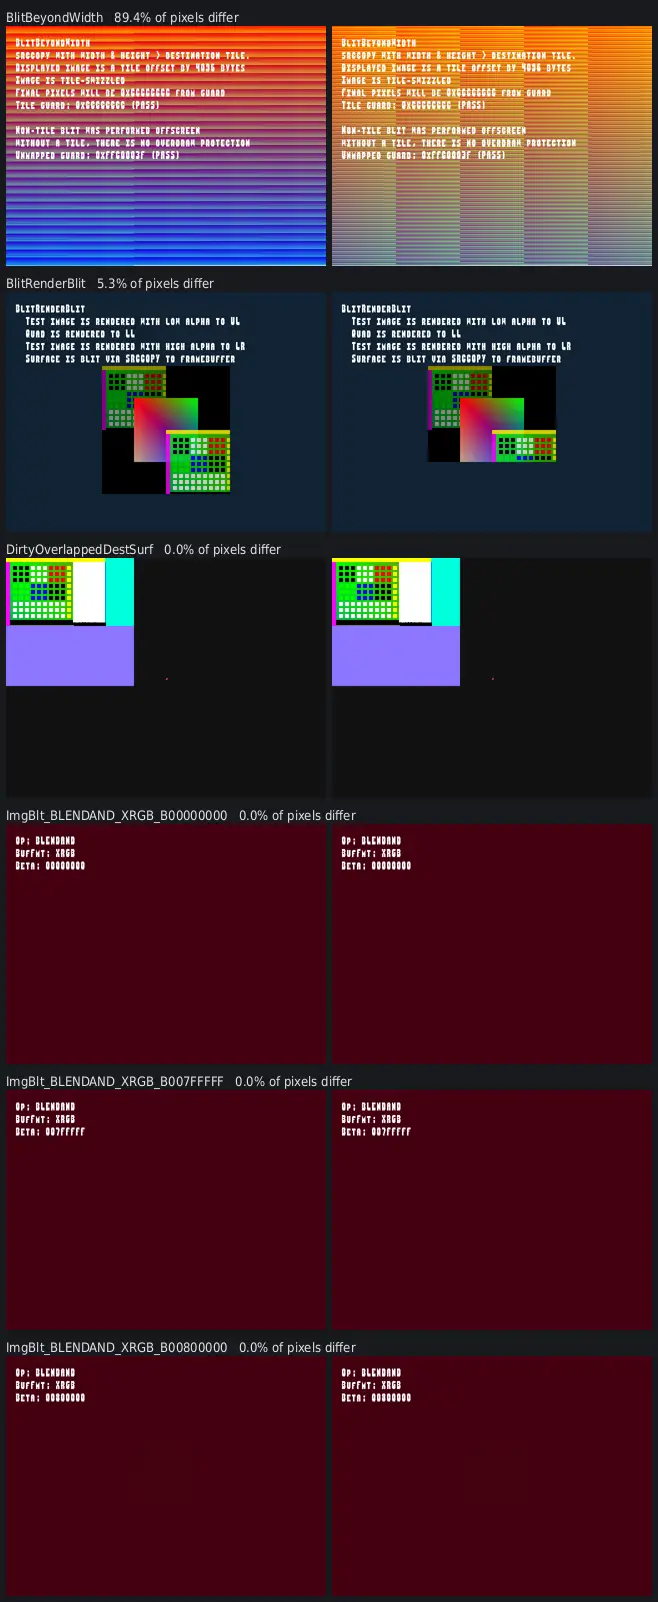 BlitBeyondWidth 89.4% of pixels differ
BlitBeyondWidth
SRCCOPY with width & height > destination tile.
Displayed image is a tile offset by 4096 bytes
Image is tile-swizzled
Final pixels will be 0xCCCCCCCC from guard
Tile guard: 0xCCCCCCCC (PASS)
Non-tile blit was performed offscreen
Without a tile, there is no overdraw protection
Unwapped guard: 0xFFC0003F (PASS)
BlitBeyondWidth
SRCCOPY with width & height > destination tile.
Displayed image is a tile offset by 4096 bytes
Image is tile-swizzled
Final pixels will be 0xCCCCCCCC from guard
Tile guard: 0xCCCCCCCC (PASS)
Non-tile blit was performed offscreen
Without a tile, there is no overdraw protection
Unwapped guard: 0xFFC0003F (PASS)
BlitRenderBlit 5.3% of pixels differ
BlitRenderBlit
Test image is rendered with low alpha to UL
Quad is rendered to LL
Test image is rendered with high alpha to LR
Surface is blit via SRCCOPY to framebuffer
BlitRenderBlit
Test image is rendered with low alpha to UL
Quad is rendered to LL
Test image is rendered with high alpha to LR
Surface is blit via SRCCOPY to framebuffer
DirtyOverlappedDestSurf 0.0% of pixels differ
ImgBlt_BLENDAND_XRGB_B00000000 0.0% of pixels differ
Op: BLENDAND
BufFmt: XRGB
Beta: 00000000
Op: BLENDAND
BufFmt: XRGB
Beta: 00000000
ImgBlt_BLENDAND_XRGB_B007FFFFF 0.0% of pixels differ
Op: BLENDAND
BufFmt: XRGB
Beta: 007FFFFF
Op: BLENDAND
BufFmt: XRGB
Beta: 007FFFFF
ImgBlt_BLENDAND_XRGB_B00800000 0.0% of pixels differ
Op: BLENDAND
BufFmt: XRGB
Beta: 00800000
Op: BLENDAND
BufFmt: XRGB
Beta: 00800000